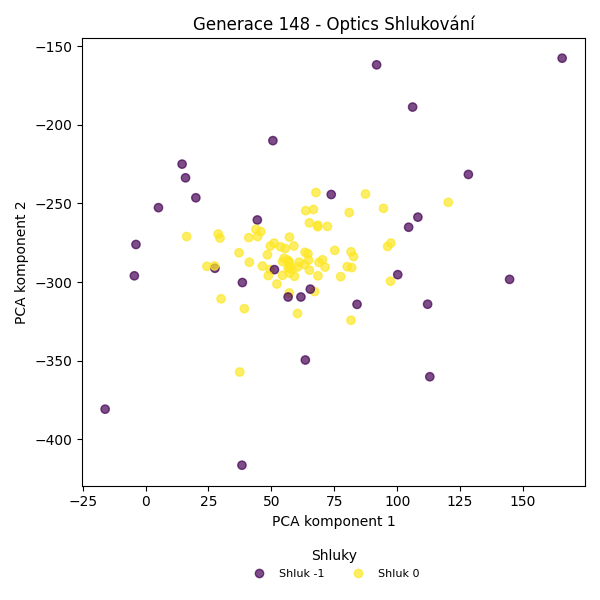 Generace 148 - Optics Shlukování
PCA komponent 2
−150
−200
−250
−300
−350
−400
−25
0
25
50
75
100
125
150
PCA komponent 1
Shluky
Shluk -1
Shluk 0